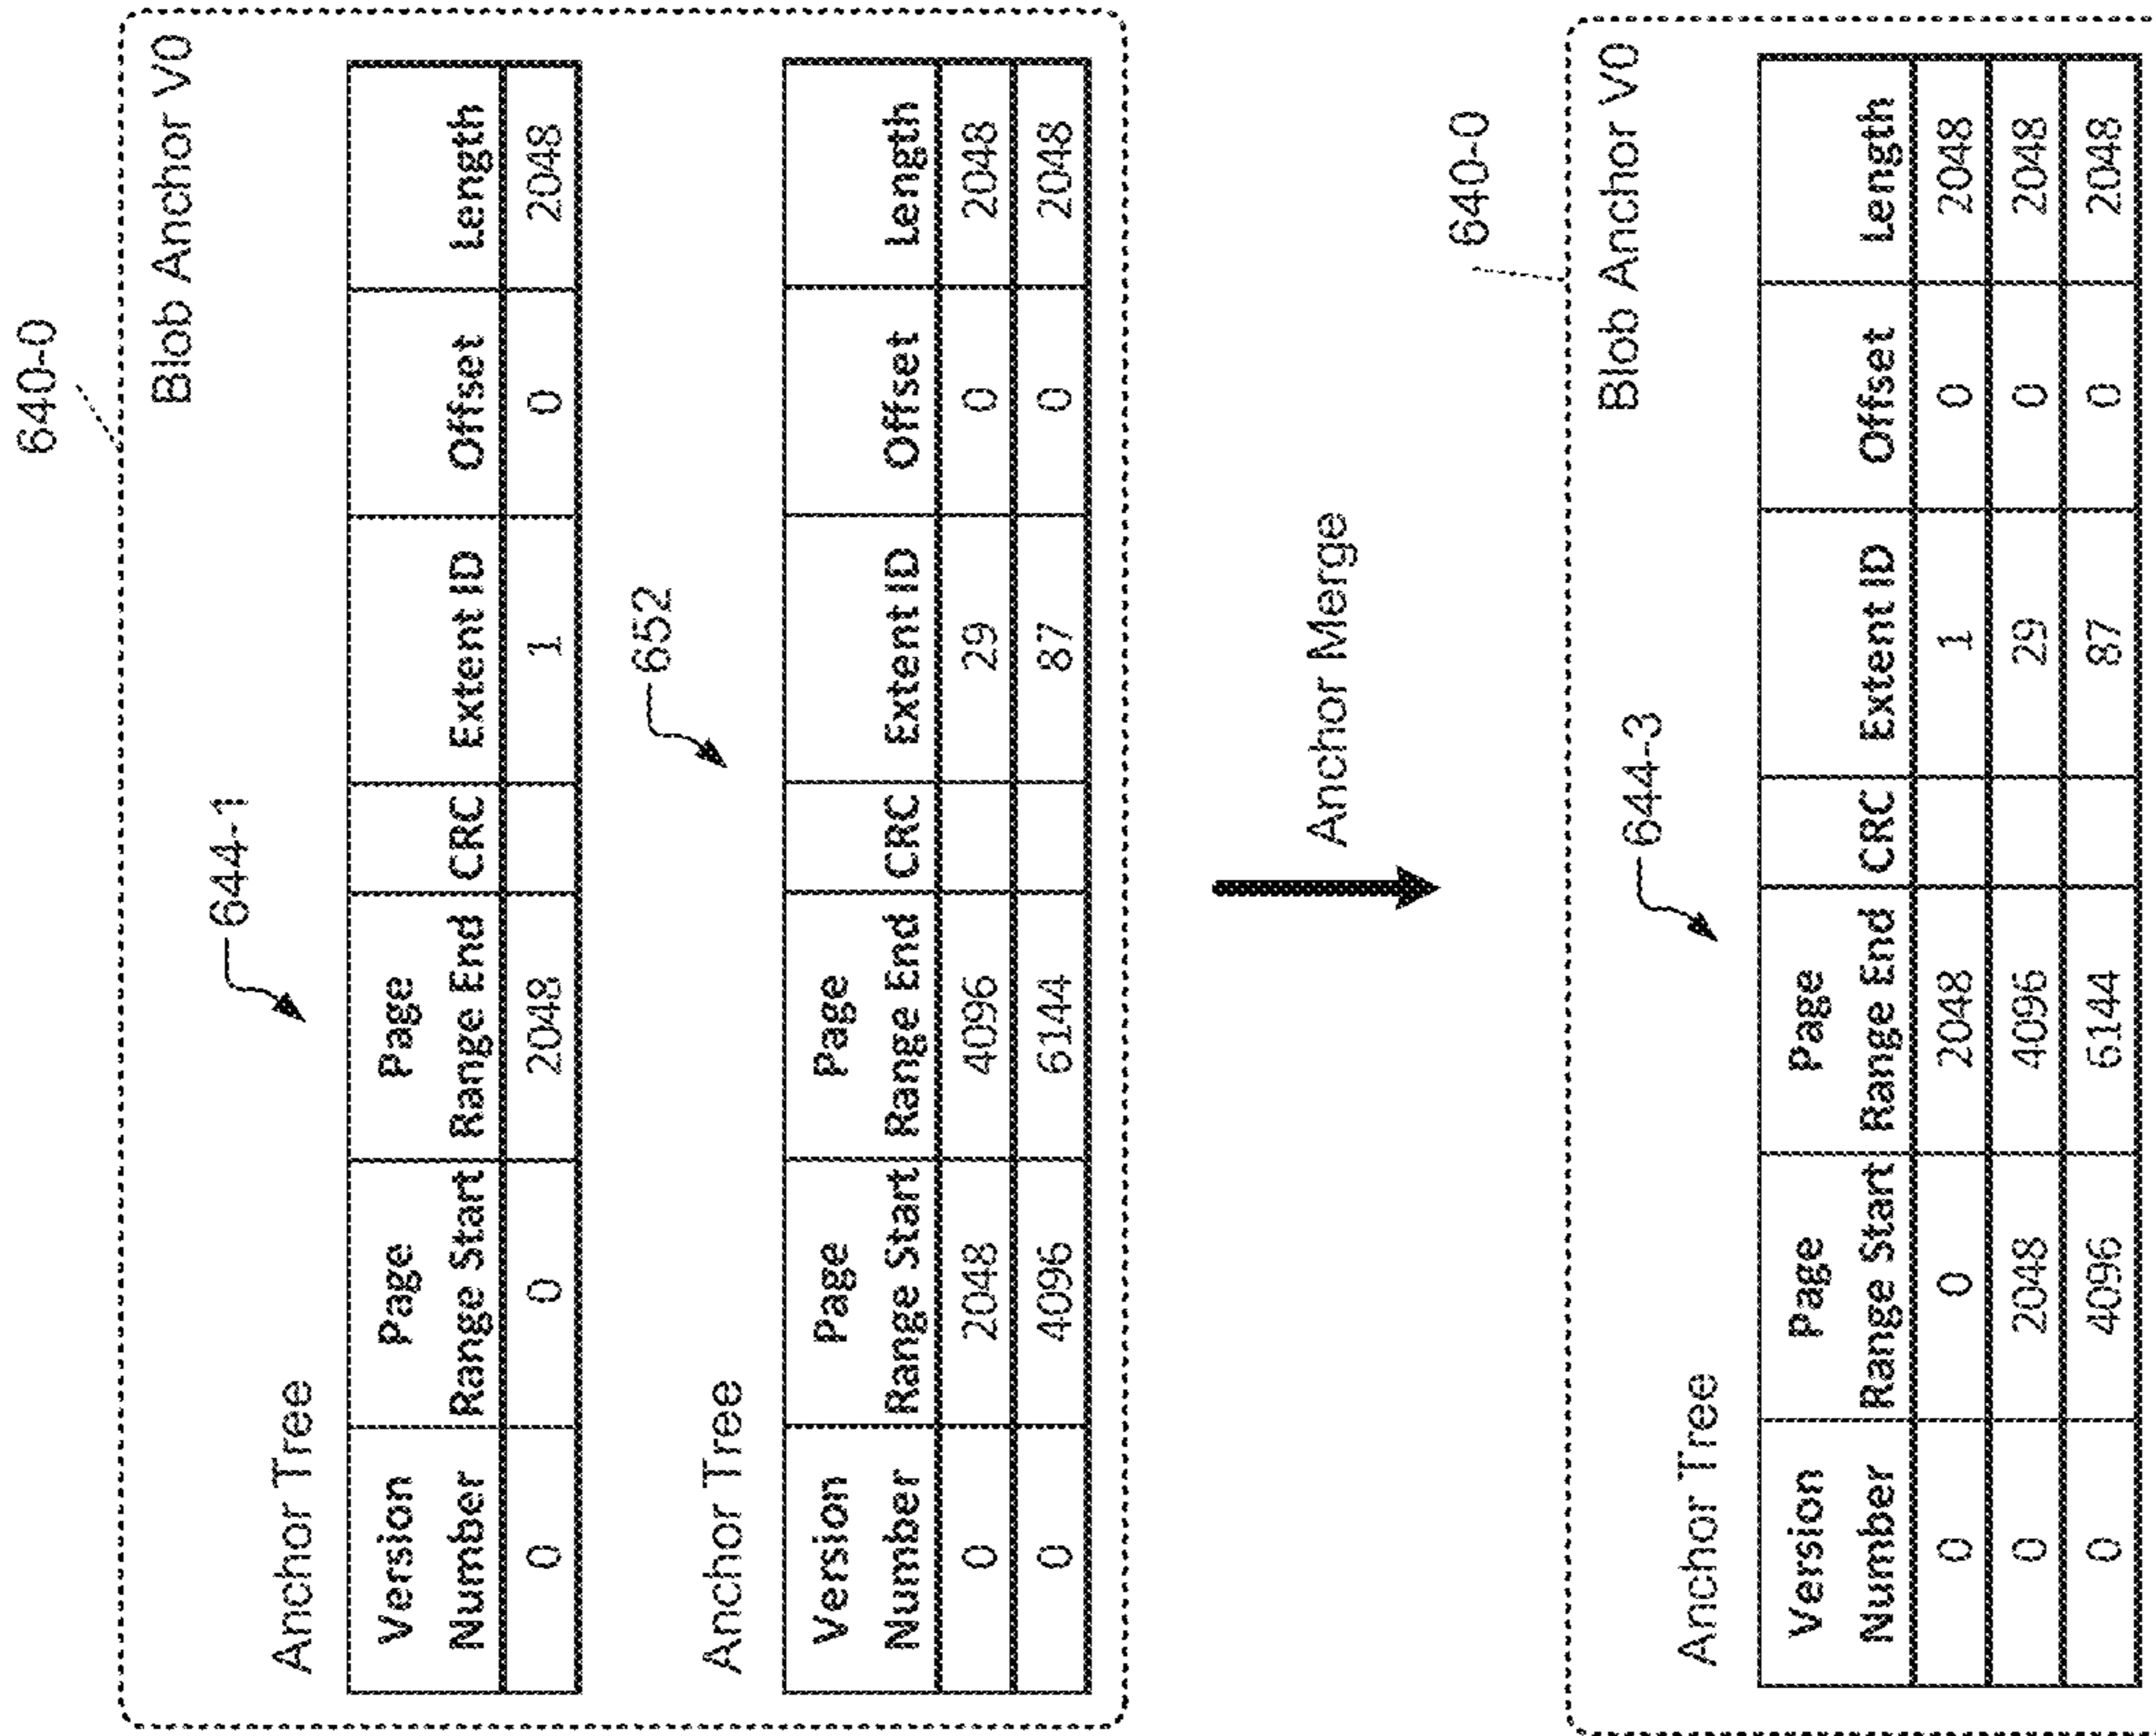 640-0
Blob Anchor V0
644-1
Anchor Tree
Version Number Page Range Start Page Range End CRC Extent ID Offset Length
0 0 2048 1 0 2048
652
Anchor Tree
Version Number Page Range Start Page Range End CRC Extent ID Offset Length
0 2048 4096 29 0 2048
0 4096 6144 87 0 2048
Anchor Merge
640-0
Blob Anchor V0
644-3
Anchor Tree
Version Number Page Range Start Page Range End CRC Extent ID Offset Length
0 0 2048 1 0 2048
0 2048 4096 29 0 2048
0 4096 6144 87 0 2048